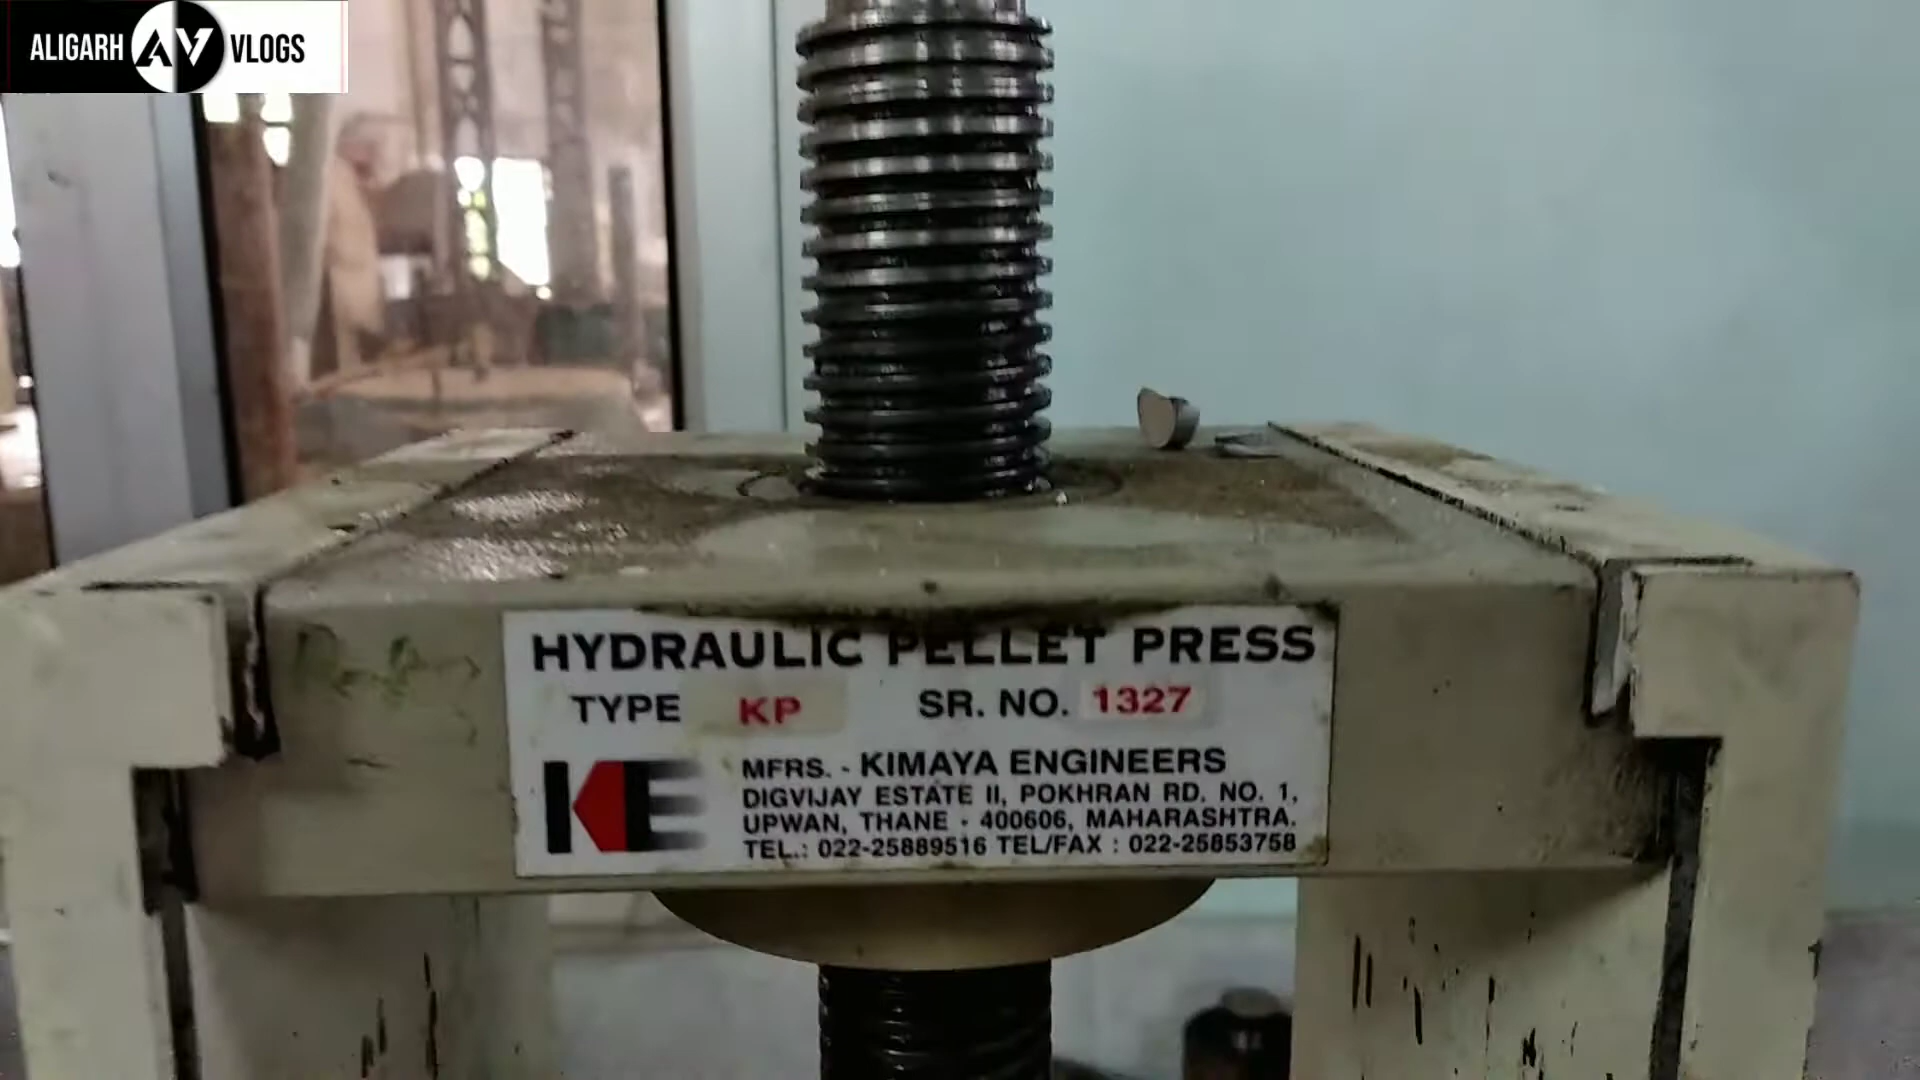 ALIGARH AV VLOGS
HYDRAULIC PELLET PRESS
TYPE KP SR. NO. 1327
KE
MFRS. - KIMAYA ENGINEERS
DIGVIJAY ESTATE II, POKHRAN RD. NO. 1,
UPWAN, THANE - 400606, MAHARASHTRA.
TEL.: 022-25889516 TEL/FAX : 022-25853758